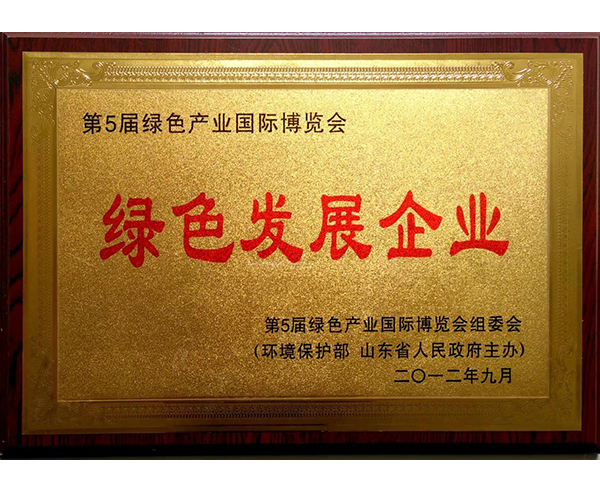 第5届绿色产业国际博览会
绿色发展企业
第5届绿色产业国际博览会组委会
(环境保护部 山东省人民政府主办)
二〇一二年九月